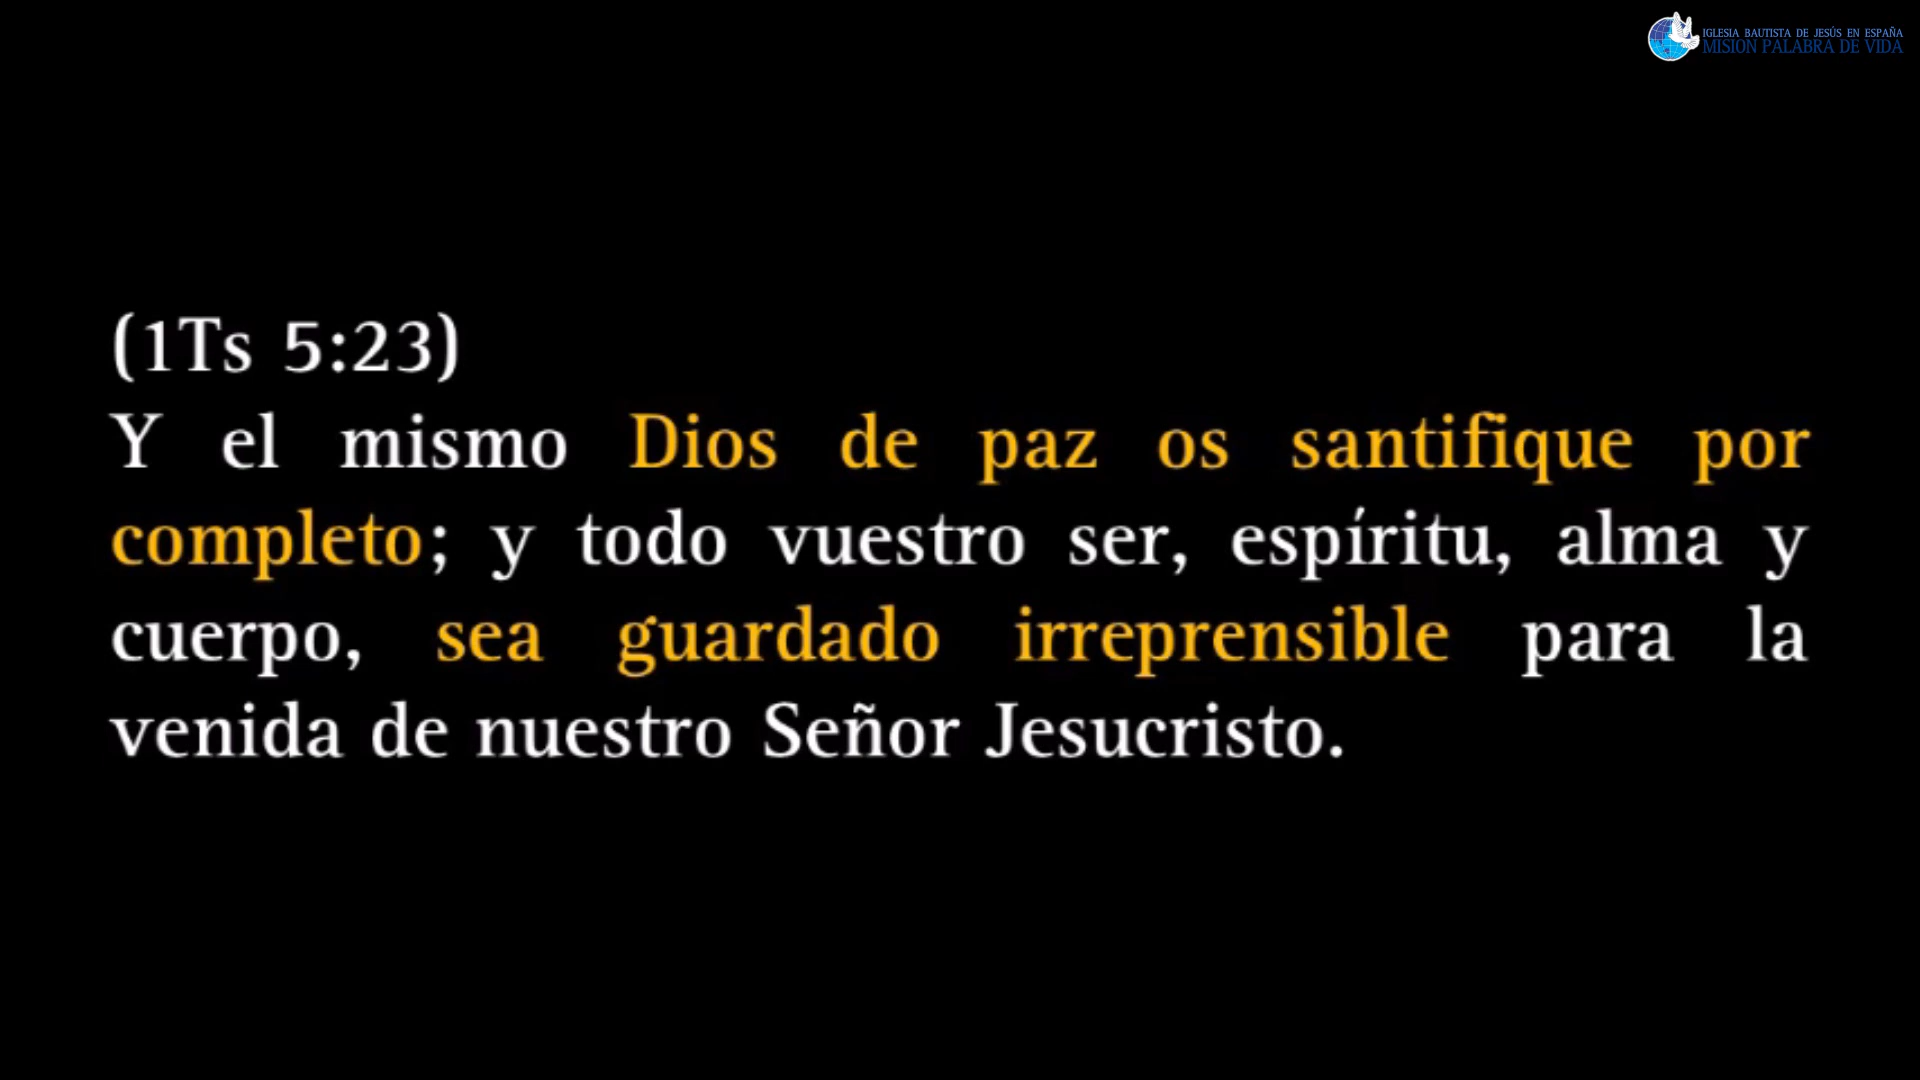 IGLESIA BAUTISTA DE JESÚS EN ESPAÑA
MISION PALABRA DE VIDA
(1Ts 5:23)
Y el mismo Dios de paz os santifique por
completo; y todo vuestro ser, espíritu, alma y
cuerpo, sea guardado irreprensible para la
venida de nuestro Señor Jesucristo.